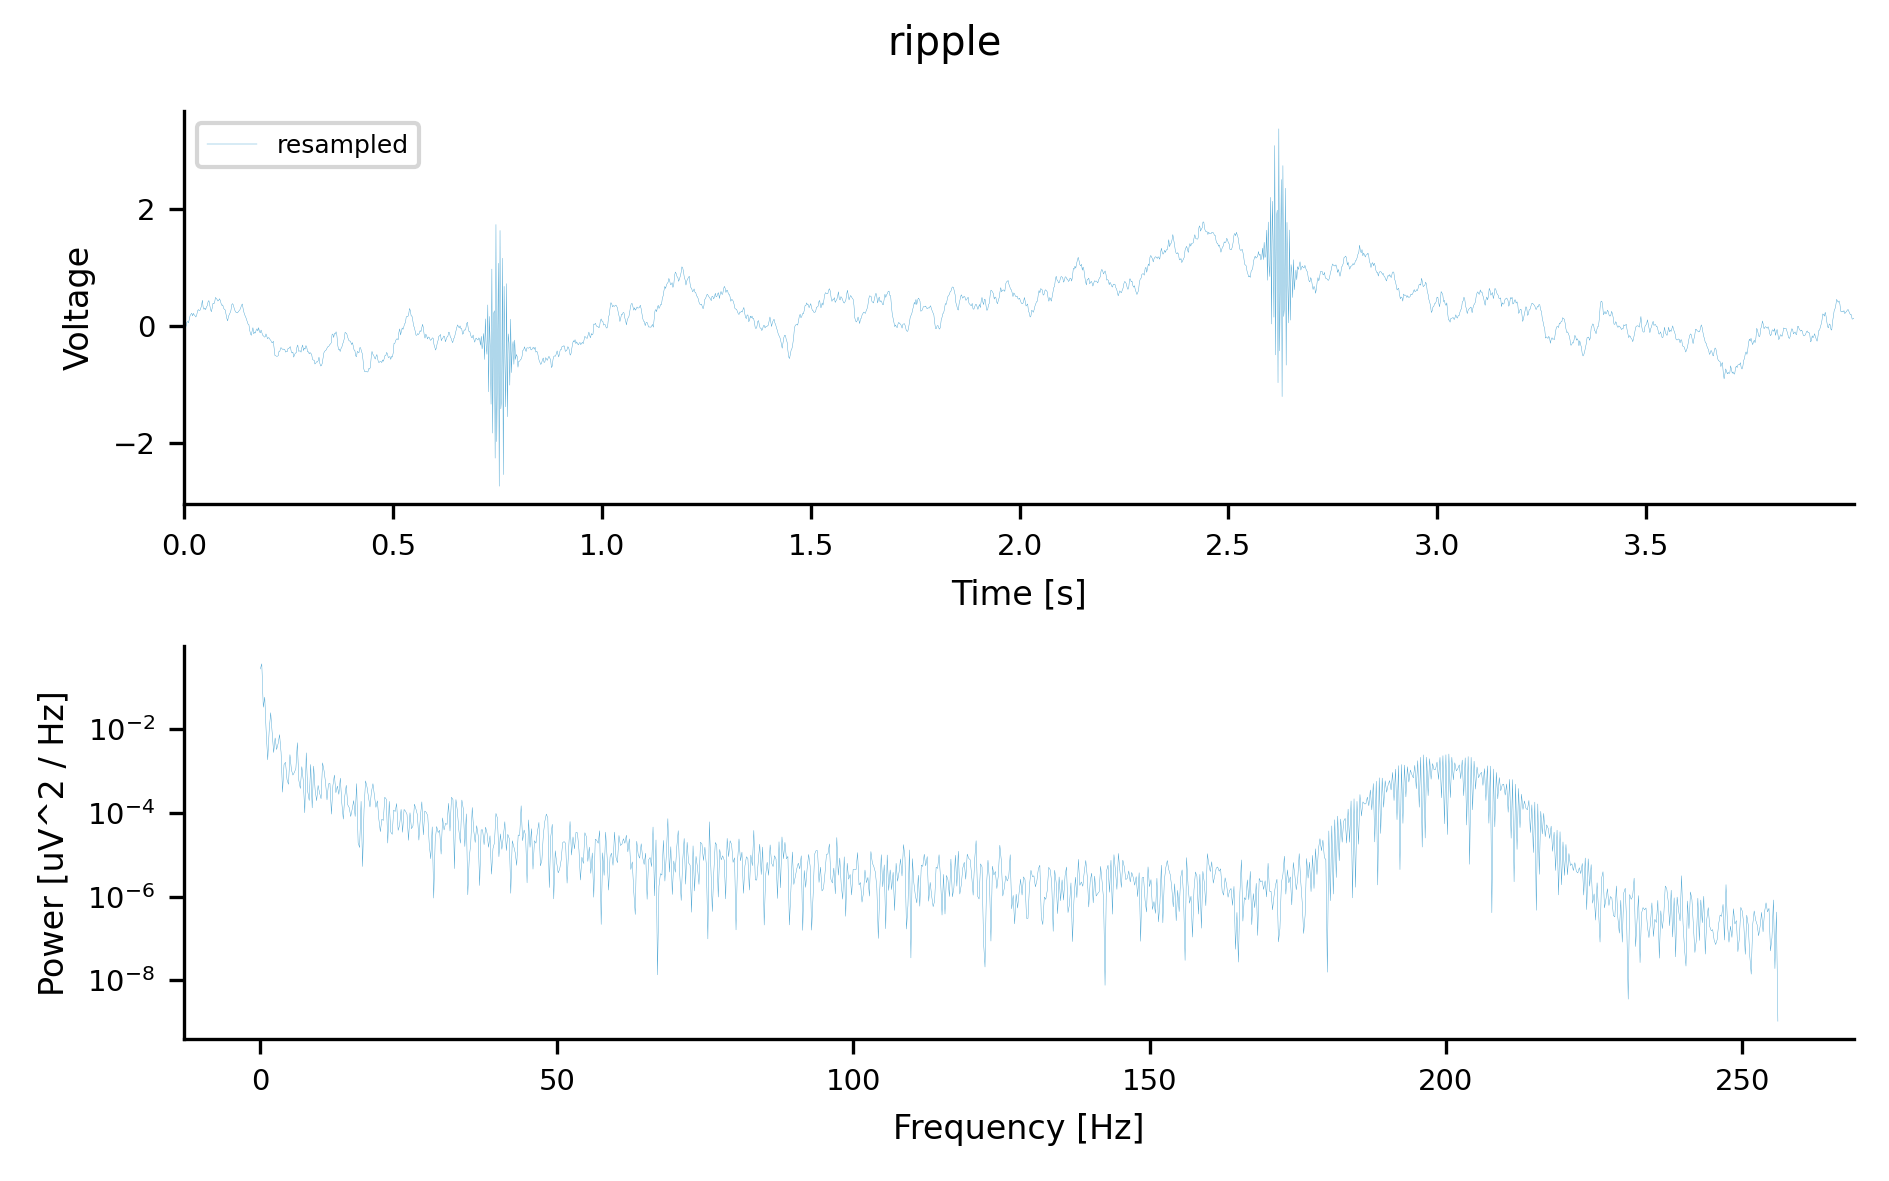 ripple
resampled
Voltage
2
0
−2
0.0 0.5 1.0 1.5 2.0 2.5 3.0 3.5
Time [s]
Power [uV^2 / Hz]
10⁻²
10⁻⁴
10⁻⁶
10⁻⁸
0 50 100 150 200 250
Frequency [Hz]